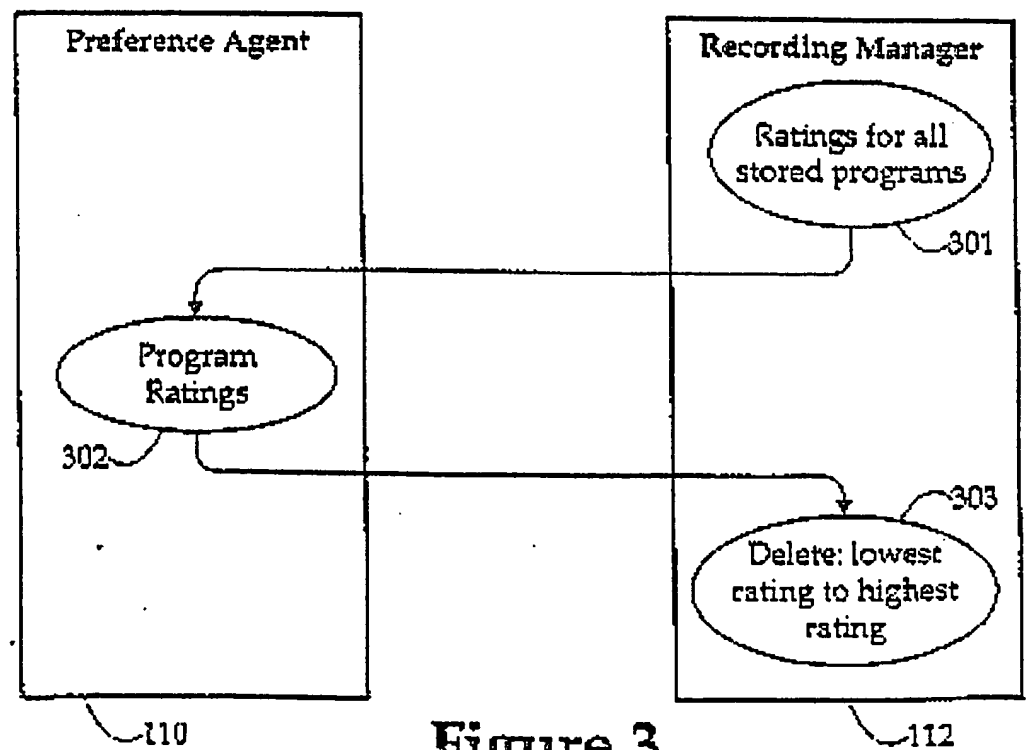 Preference Agent
Recording Manager
Ratings for all
stored programs
301
Program
Ratings
302
303
Delete: lowest
rating to highest
rating
110
112
Figure 3